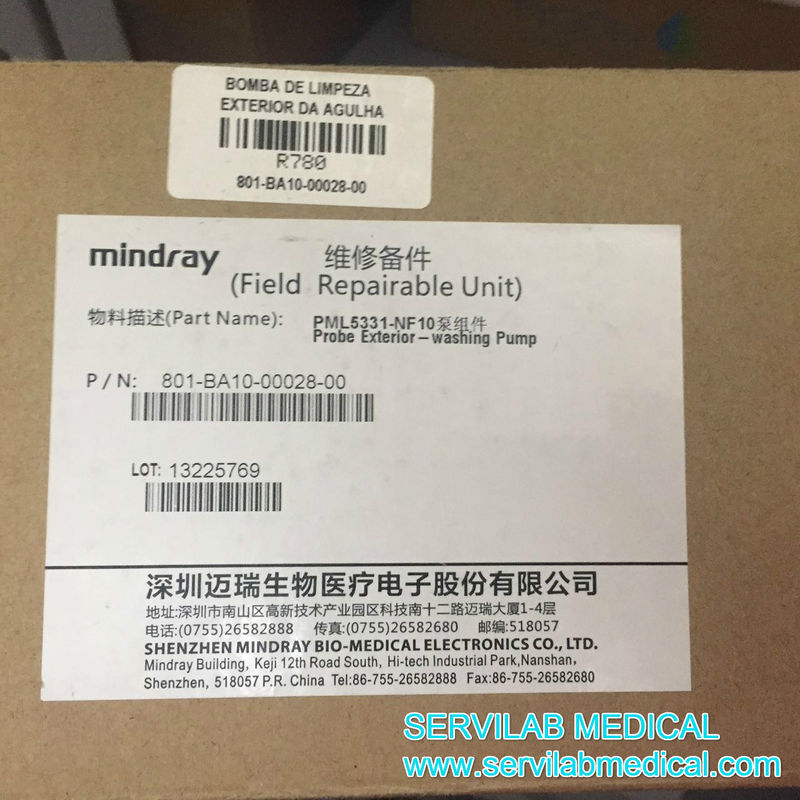 BOMBA DE LIMPEZA
EXTERIOR DA AGULHA
R780
801-BA10-00028-00
mindray 维修备件
(Field Repairable Unit)
物料描述(Part Name): PML5331-NF10泵组件
Probe Exterior-washing Pump
P/N: 801-BA10-00028-00
LOT: 13225769
深圳迈瑞生物医疗电子股份有限公司
地址:深圳市南山区高新技术产业园区科技南十二路迈瑞大厦1-4层
电话:(0755)26582888 传真:(0755)26582680 邮编:518057
SHENZHEN MINDRAY BIO-MEDICAL ELECTRONICS CO., LTD.
Mindray Building, Keji 12th Road South, Hi-tech Industrial Park,Nanshan,
Shenzhen, 518057 P.R. China Tel:86-755-26582888 Fax:86-755-26582680
SERVILAB MEDICAL
www.servilabmedical.com